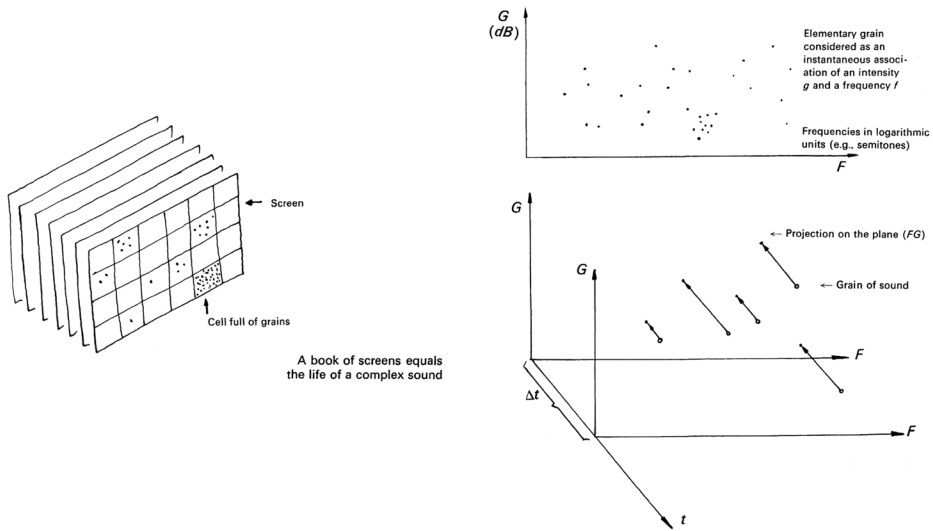 Screen
Cell full of grains
A book of screens equals
the life of a complex sound
G
(dB)
Elementary grain
considered as an
instantaneous associ-
ation of an intensity
g and a frequency f
Frequencies in logarithmic
units (e.g., semitones)
F
G
← Projection on the plane (FG)
G
← Grain of sound
F
Δt
F
t